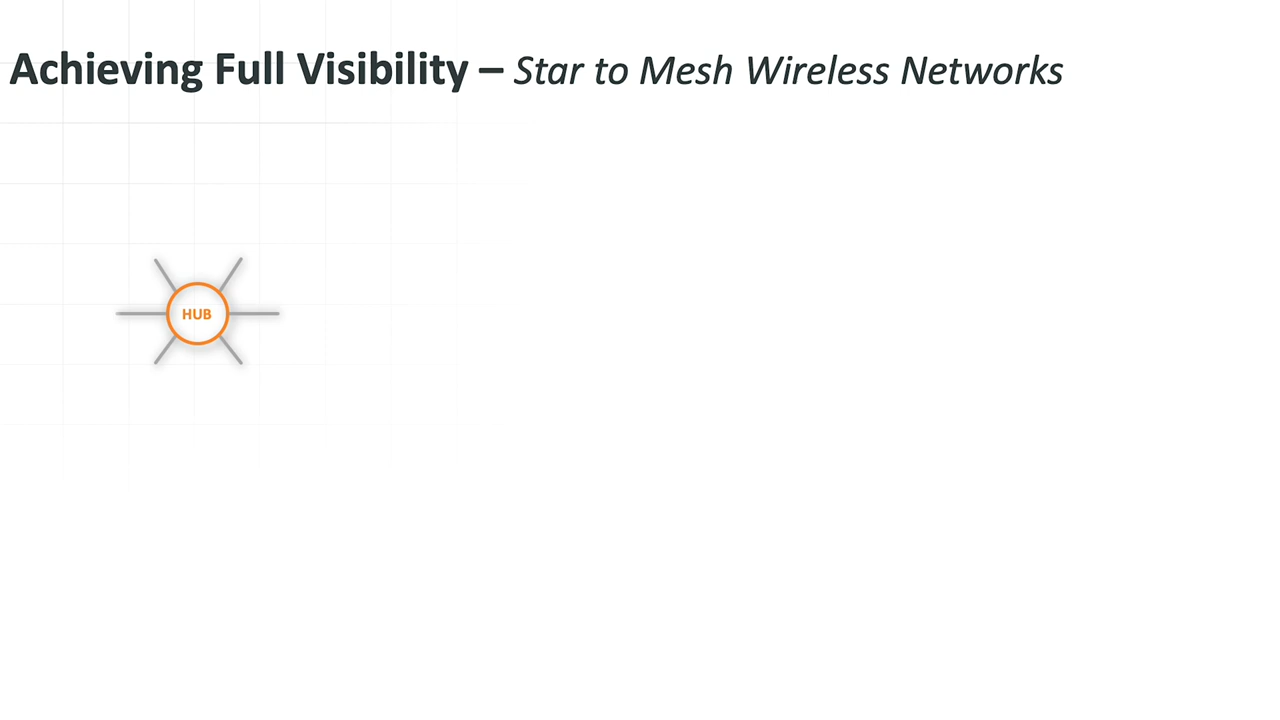 Achieving Full Visibility – Star to Mesh Wireless Networks
HUB